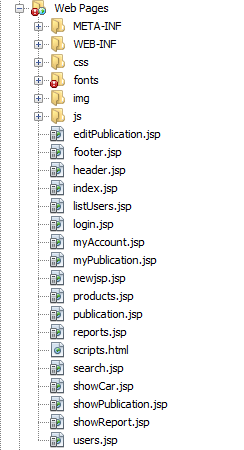 Web Pages
META-INF
WEB-INF
css
fonts
img
js
editPublication.jsp
footer.jsp
header.jsp
index.jsp
listUsers.jsp
login.jsp
myAccount.jsp
myPublication.jsp
newjsp.jsp
products.jsp
publication.jsp
reports.jsp
scripts.html
search.jsp
showCar.jsp
showPublication.jsp
showReport.jsp
users.jsp